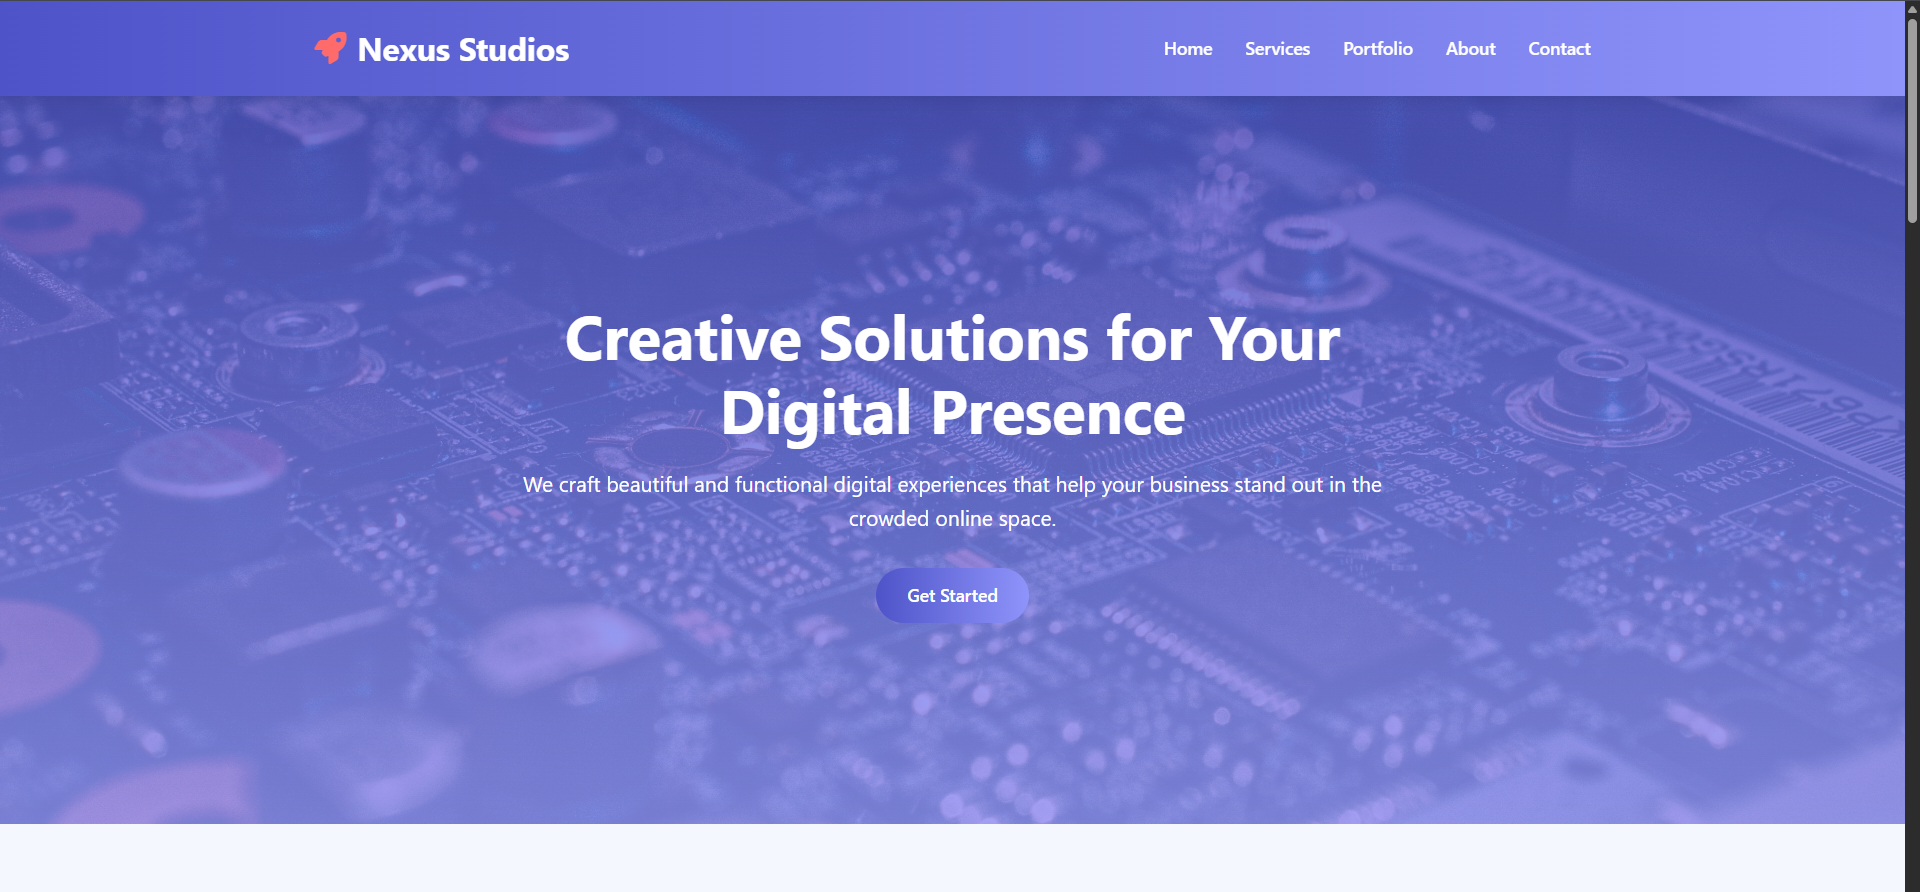 Nexus Studios
Home Services Portfolio About Contact
Creative Solutions for Your
Digital Presence
We craft beautiful and functional digital experiences that help your business stand out in the
crowded online space.
Get Started